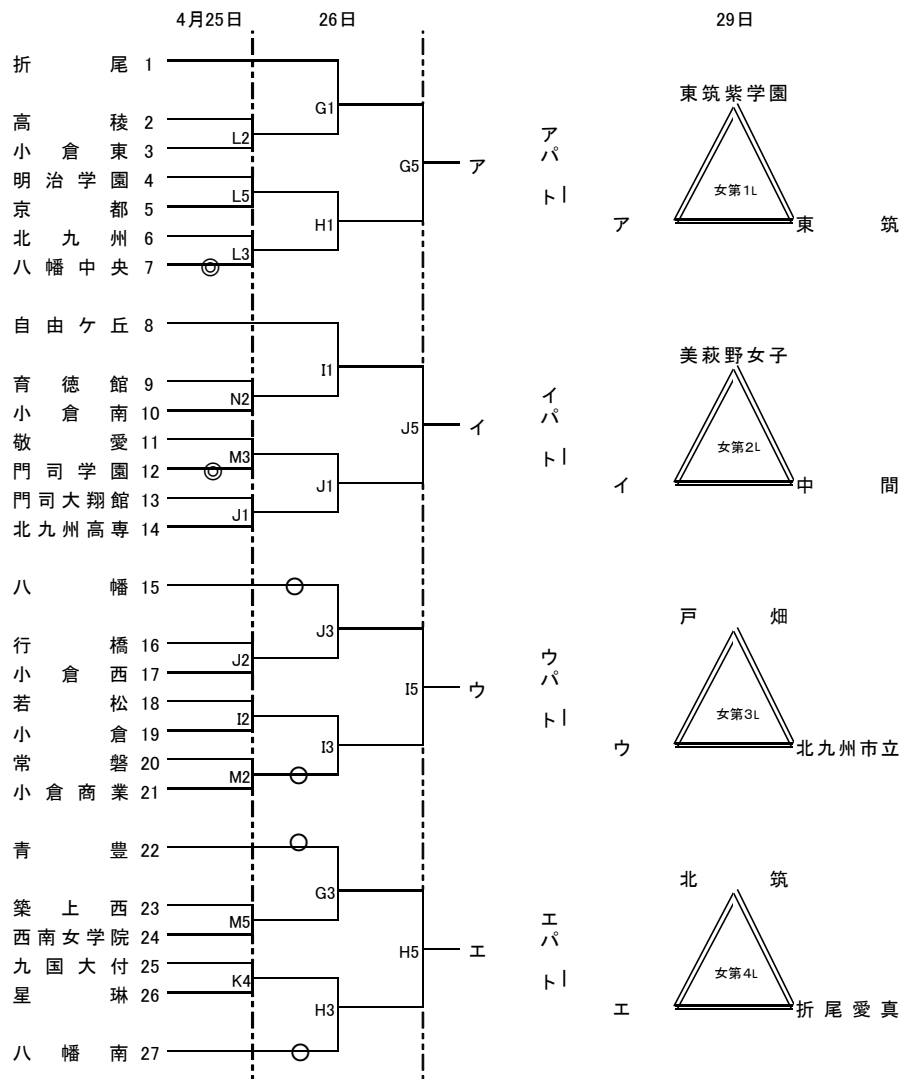 4月25日 26日 29日
折尾 1
高稜 2
小倉東 3
明治学園 4
京都 5
北九州 6
八幡中央 7 ◎
L2
L5
L3
G1
H1
G5
ア
アパート
東筑紫学園
女第1L
ア 東筑
自由ケ丘 8
育徳館 9
小倉南 10
敬愛 11
門司学園 12 ◎
門司大翔館 13
北九州高専 14
N2
M3
J1
I1
J1
J5
イ
イパート
美萩野女子
女第2L
イ 中間
八幡 15 ○
行橋 16
小倉西 17
若松 18
小倉 19
常磐 20
小倉商業 21
J2
I2
M2 ○
J3
I3
I5
ウ
ウパート
戸畑
女第3L
ウ 北九州市立
青豊 22 ○
築上西 23
西南女学院 24
九国大付 25
星琳 26
八幡南 27 ○
M5
K4
G3
H3
H5
エ
エパート
北筑
女第4L
エ 折尾愛真